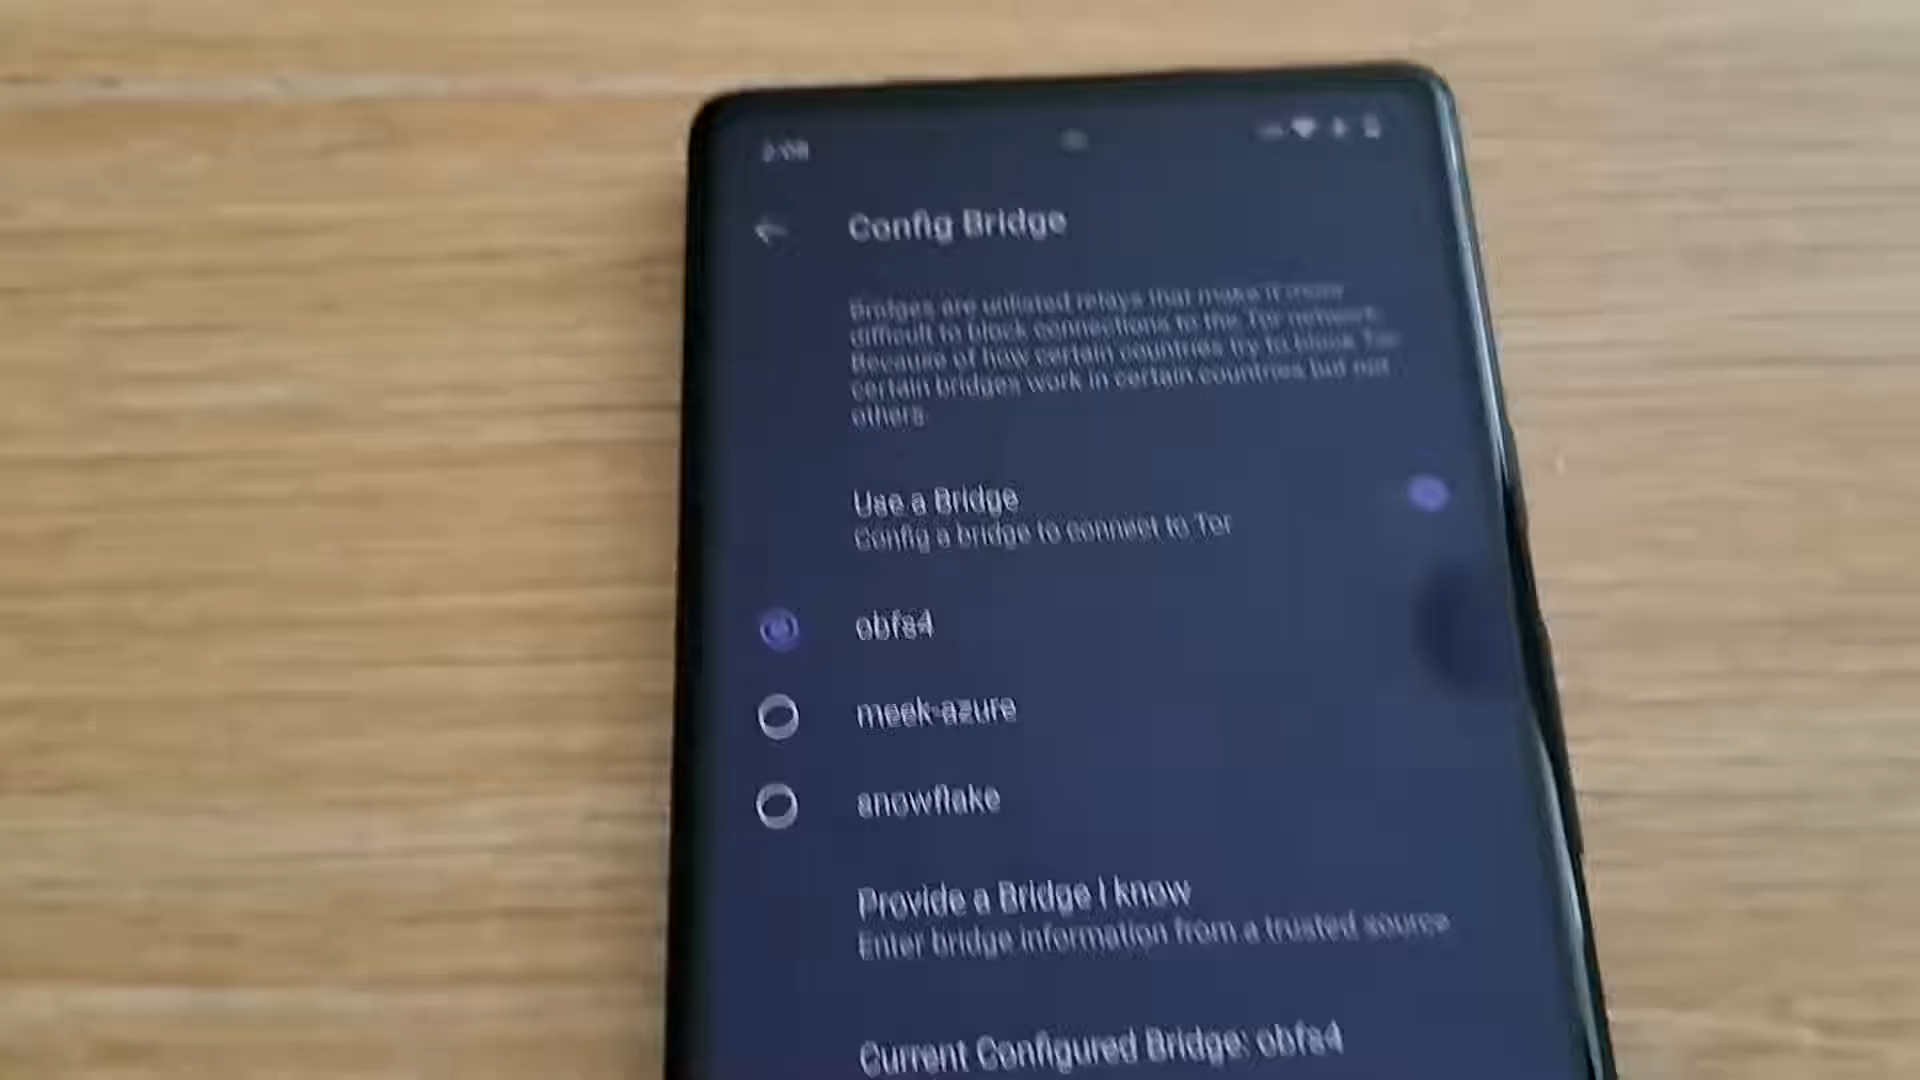 Config Bridge
Bridges are unlisted relays that make it more
difficult to block connections to the Tor network.
Because of how certain countries try to block Tor
certain bridges work in certain countries but not
others
Use a Bridge
Config a bridge to connect to Tor
obfs4
meek-azure
snowflake
Provide a Bridge I know
Enter bridge information from a trusted source
Current Configured Bridge: obfs4